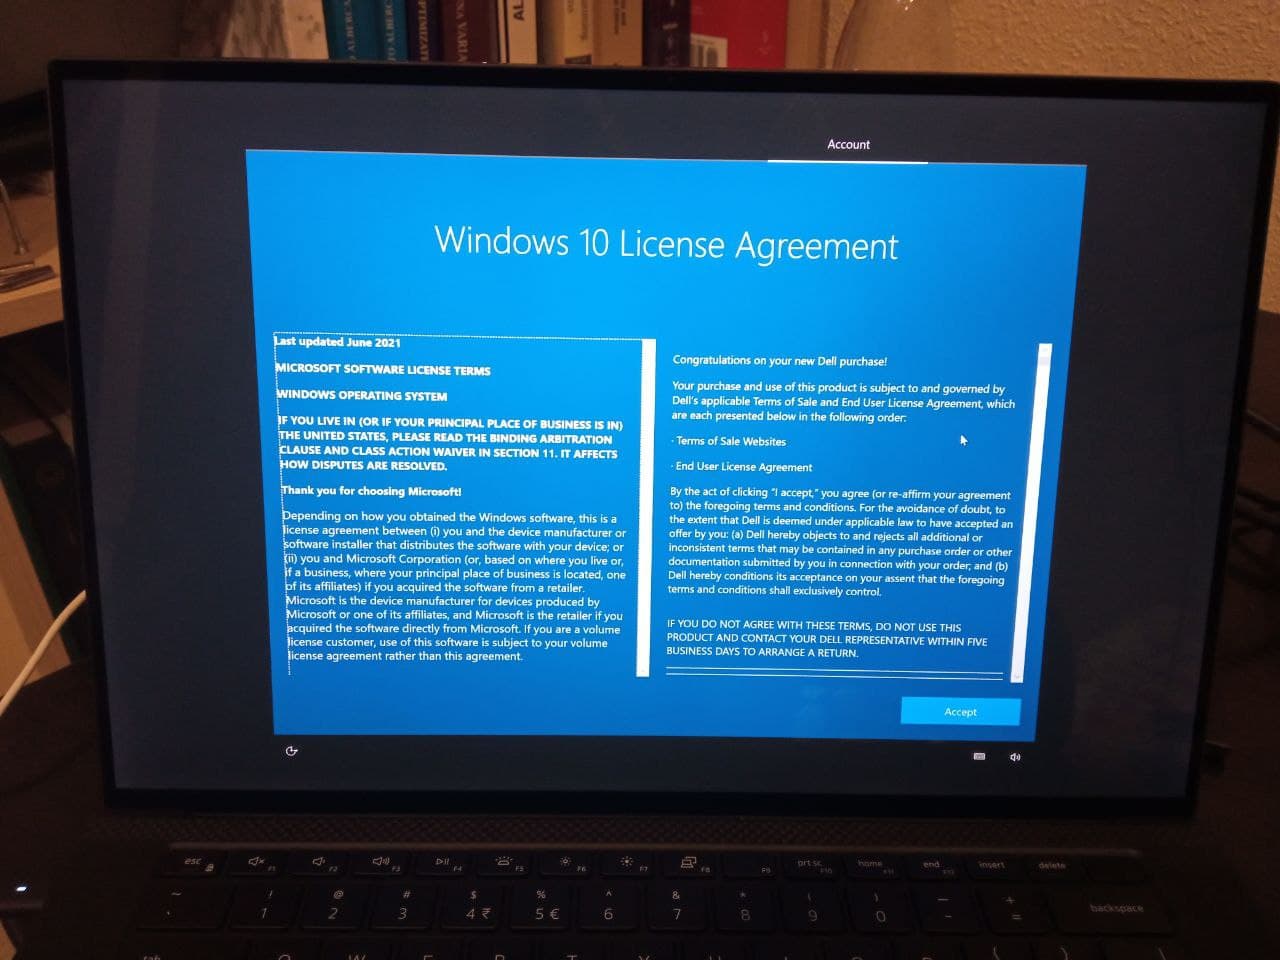 AL
OPTIMIZATI
Account
Windows 10 License Agreement
Last updated June 2021
MICROSOFT SOFTWARE LICENSE TERMS
WINDOWS OPERATING SYSTEM
IF YOU LIVE IN (OR IF YOUR PRINCIPAL PLACE OF BUSINESS IS IN)
THE UNITED STATES, PLEASE READ THE BINDING ARBITRATION
CLAUSE AND CLASS ACTION WAIVER IN SECTION 11. IT AFFECTS
HOW DISPUTES ARE RESOLVED.
Thank you for choosing Microsoft!
Depending on how you obtained the Windows software, this is a
license agreement between (i) you and the device manufacturer or
software installer that distributes the software with your device; or
(ii) you and Microsoft Corporation (or, based on where you live or,
if a business, where your principal place of business is located, one
of its affiliates) if you acquired the software from a retailer.
Microsoft is the device manufacturer for devices produced by
Microsoft or one of its affiliates, and Microsoft is the retailer if you
acquired the software directly from Microsoft. If you are a volume
license customer, use of this software is subject to your volume
license agreement rather than this agreement.
Congratulations on your new Dell purchase!
Your purchase and use of this product is subject to and governed by
Dell's applicable Terms of Sale and End User License Agreement, which
are each presented below in the following order:
· Terms of Sale Websites
· End User License Agreement
By the act of clicking "I accept," you agree (or re-affirm your agreement
to) the foregoing terms and conditions. For the avoidance of doubt, to
the extent that Dell is deemed under applicable law to have accepted an
offer by you: (a) Dell hereby objects to and rejects all additional or
inconsistent terms that may be contained in any purchase order or other
documentation submitted by you in connection with your order; and (b)
Dell hereby conditions its acceptance on your assent that the foregoing
terms and conditions shall exclusively control.
IF YOU DO NOT AGREE WITH THESE TERMS, DO NOT USE THIS
PRODUCT AND CONTACT YOUR DELL REPRESENTATIVE WITHIN FIVE
BUSINESS DAYS TO ARRANGE A RETURN.
Accept
esc F1 F2 F3 F4 F5 F6 F7 F8 F9 prt sc F10 home F11 end F12 insert delete
~ ! @ # $ % ^ & * ( ) — +
` 1 2 3 4 ₹ 5 € 6 7 8 9 0 - = backspace
tab